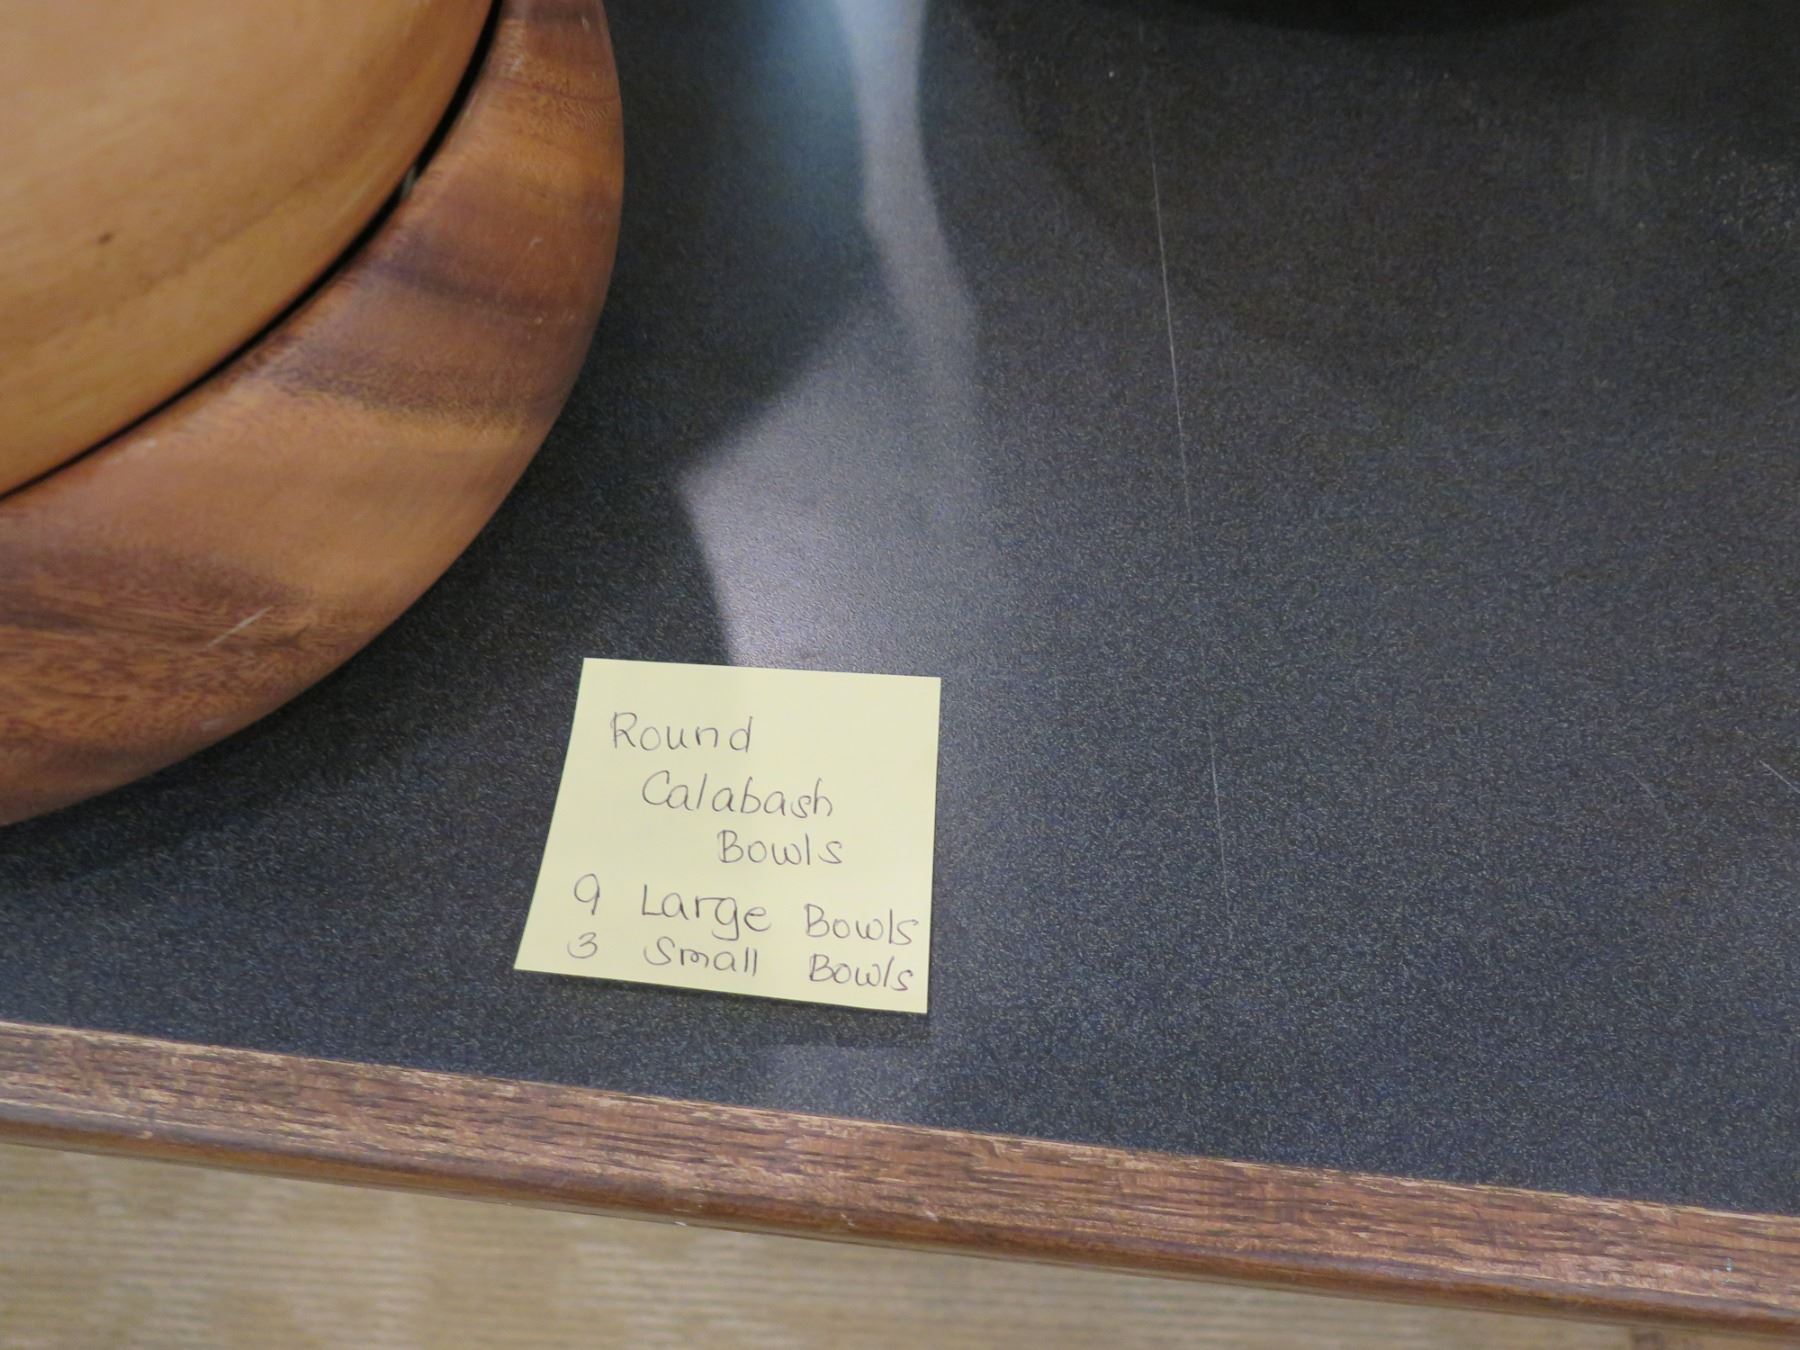 Round
Calabash
Bowls
9 Large Bowls
3 Small Bowls